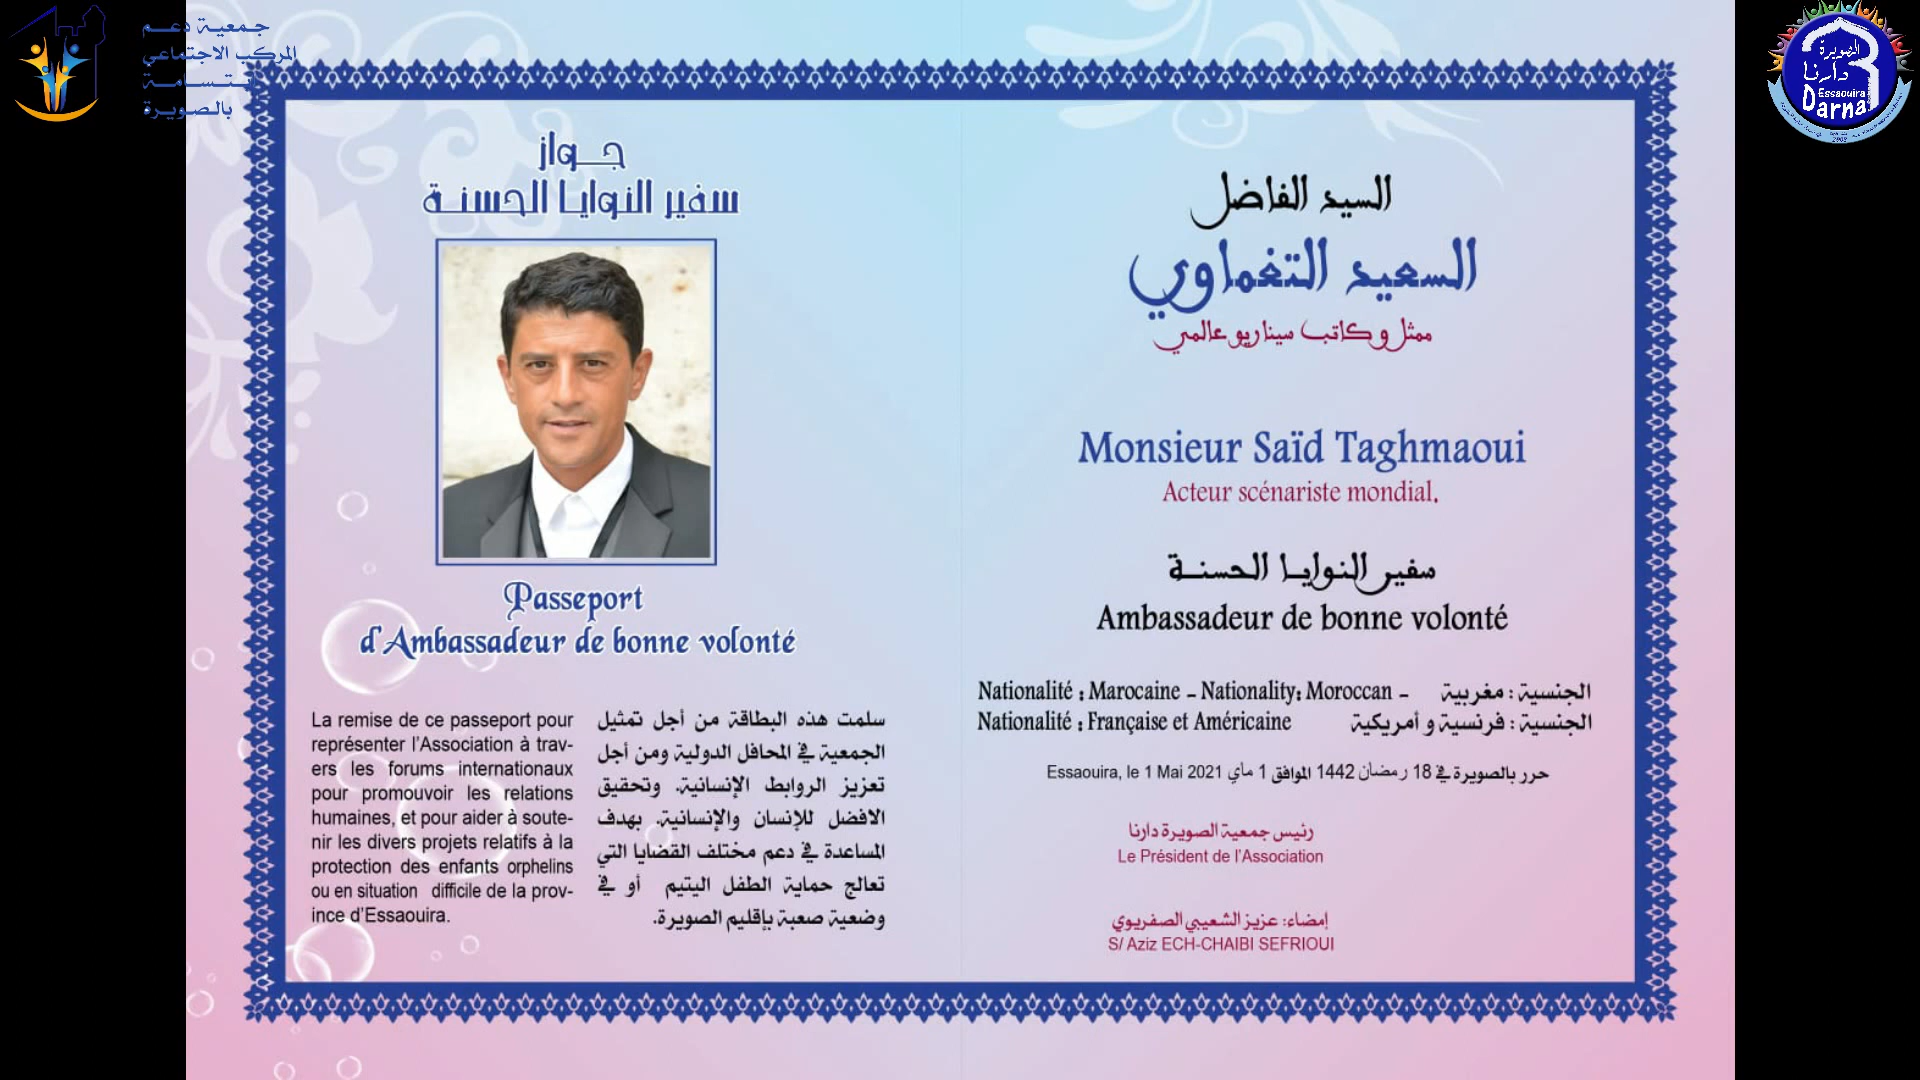 جمعية دعم
المركب الاجتماعي
بالصويرة
الصويرة
دارنا
Essaouira
Darna
جواز
سفير النوايا الحسنة
Passeport
d'Ambassadeur de bonne volonté
La remise de ce passeport pour
représenter l'Association à trav-
ers les forums internationaux
pour promouvoir les relations
humaines, et pour aider à soute-
nir les divers projets relatifs à la
protection des enfants orphelins
ou en situation difficile de la prov-
ince d'Essaouira.
سلمت هذه البطاقة من أجل تمثيل
الجمعية في المحافل الدولية ومن أجل
تعزيز الروابط الإنسانية. وتحقيق
الافضل للإنسان والإنسانية. بهدف
المساعدة في دعم مختلف القضايا التي
تعالج حماية الطفل اليتيم أو في
وضعية صعبة بإقليم الصويرة.
السيد الفاضل
السعيد التغماوي
ممثل وكاتب سيناريو عالمي
Monsieur Saïd Taghmaoui
Acteur scénariste mondial.
سفير النوايا الحسنة
Ambassadeur de bonne volonté
Nationalité : Marocaine - Nationality: Moroccan - الجنسية : مغربية
Nationalité : Française et Américaine الجنسية : فرنسية و أمريكية
Essaouira, le 1 Mai 2021 حرر بالصويرة في 18 رمضان 1442 الموافق 1 ماي
رئيس جمعية الصويرة دارنا
Le Président de l'Association
إمضاء: عزيز الشعيبي الصفريوي
S/ Aziz ECH-CHAIBI SEFRIOUI